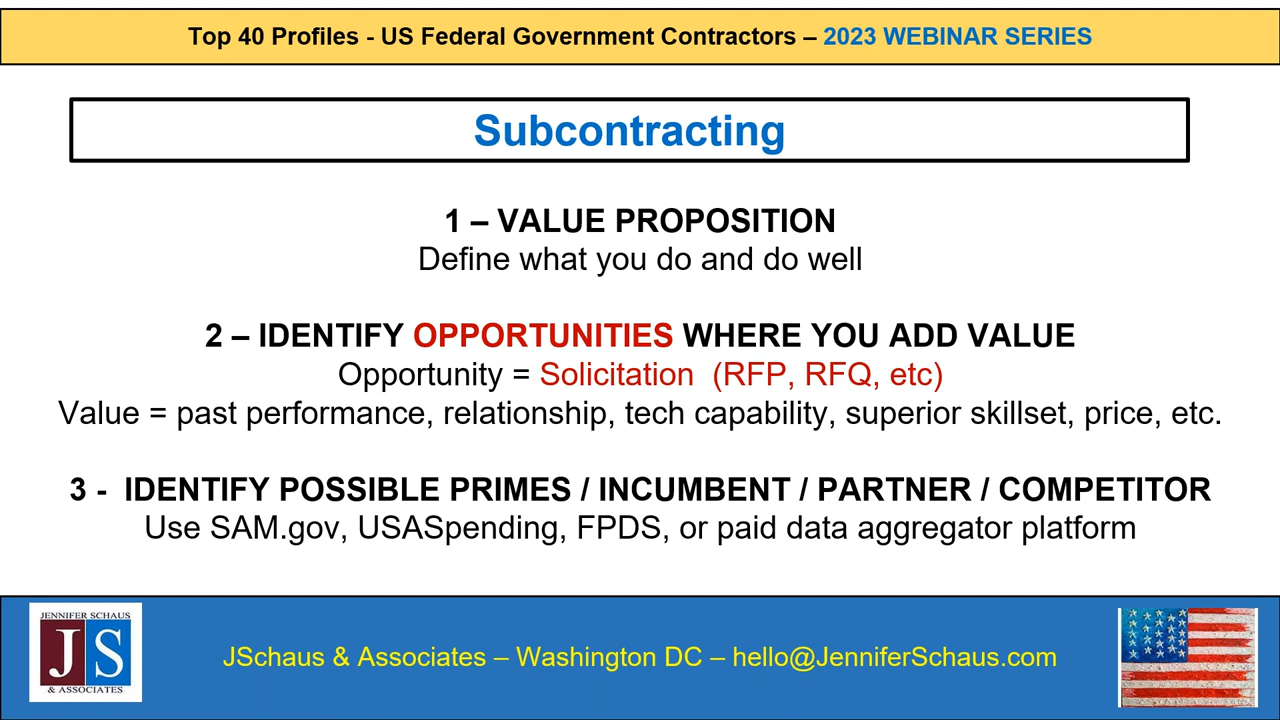 Top 40 Profiles - US Federal Government Contractors – 2023 WEBINAR SERIES
Subcontracting
1 – VALUE PROPOSITION
Define what you do and do well
2 – IDENTIFY OPPORTUNITIES WHERE YOU ADD VALUE
Opportunity = Solicitation (RFP, RFQ, etc)
Value = past performance, relationship, tech capability, superior skillset, price, etc.
3 - IDENTIFY POSSIBLE PRIMES / INCUMBENT / PARTNER / COMPETITOR
Use SAM.gov, USASpending, FPDS, or paid data aggregator platform
JENNIFER SCHAUS
JS
& ASSOCIATES
JSchaus & Associates – Washington DC – hello@JenniferSchaus.com